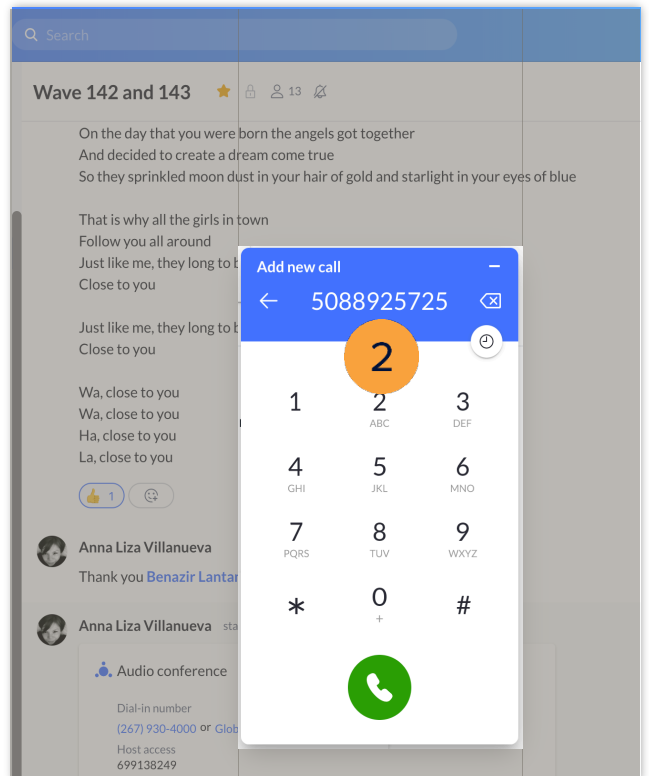 Search
Wave 142 and 143
13
On the day that you were born the angels got together
And decided to create a dream come true
So they sprinkled moon dust in your hair of gold and starlight in your eyes of blue
That is why all the girls in town
Follow you all around
Just like me, they long to b
Close to you
Just like me, they long to b
Close to you
Wa, close to you
Wa, close to you
Ha, close to you
La, close to you
1
Anna Liza Villanueva
Thank you Benazir Lantar
Anna Liza Villanueva sta
Audio conference
Dial-in number
(267) 930-4000 or Glob
Host access
699138249
Add new call
5088925725
2
1 2 3
ABC DEF
4 5 6
GHI JKL MNO
7 8 9
PQRS TUV WXYZ
* 0 #
+